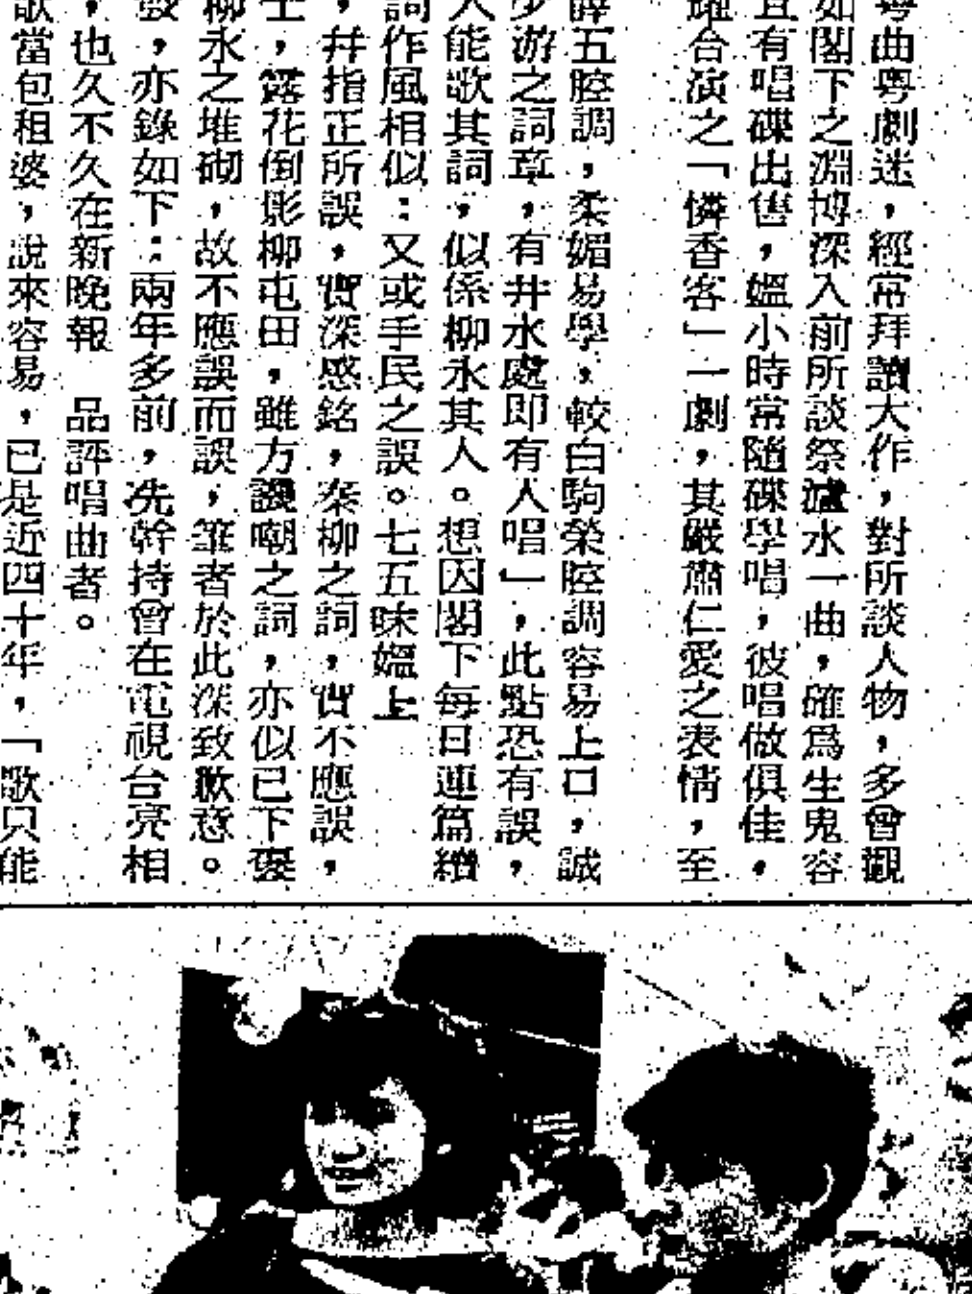 粵曲粵劇迷，經常拜讀大作，對所談人物，多曾觀
如閣下之淵博深入前所談祭瀘水一曲，確爲生鬼容
且有唱碟出售，媼小時常隨碟學唱，彼唱做俱佳，
合演之「憐香客」一劇，其嚴肅仁愛之表情，至
薛五腔調，柔媚易學，較白駒榮腔調容易上口，誠
少游之詞章，有井水處即有人唱」，此點恐有誤，
人能歌其詞，似係柳永其人。想因閣下每日連篇續
詞作風相似：又或手民之誤。七五昧媼上
，并指正所誤，實深感銘，秦柳之詞，實不應誤，
士，露花倒影柳屯田，雖方譏嘲之詞，亦似已下褒
柳永之堆砌，故不應誤而誤，筆者於此深致歉意。
，亦錄如下：兩年多前，冼幹持曾在電視台亮相
，也久不久在新晚報　品評唱曲者。
歌當包租婆，說來容易，已是近四十年，「歌只能